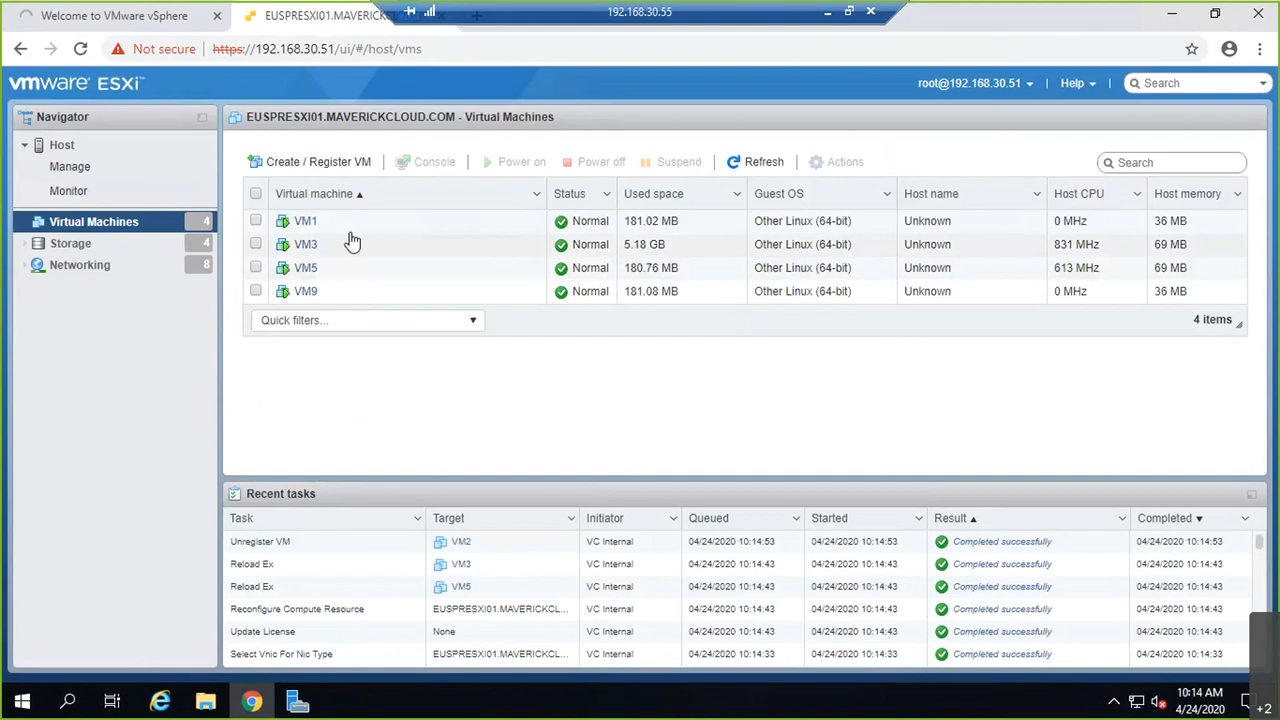 192.168.30.55
Welcome to VMware vSphere
EUSPRESXI01.MAVERICKCL
Not secure https://192.168.30.51/ui/#/host/vms
vmware ESXi™
root@192.168.30.51 Help Search
Navigator
Host
Manage
Monitor
Virtual Machines 4
Storage 4
Networking 8
EUSPRESXI01.MAVERICKCLOUD.COM - Virtual Machines
Create / Register VM Console Power on Power off Suspend Refresh Actions Search
Virtual machine Status Used space Guest OS Host name Host CPU Host memory
VM1 Normal 181.02 MB Other Linux (64-bit) Unknown 0 MHz 36 MB
VM3 Normal 5.18 GB Other Linux (64-bit) Unknown 831 MHz 69 MB
VM5 Normal 180.76 MB Other Linux (64-bit) Unknown 613 MHz 69 MB
VM9 Normal 181.08 MB Other Linux (64-bit) Unknown 0 MHz 36 MB
Quick filters... 4 items
Recent tasks
Task Target Initiator Queued Started Result Completed
Unregister VM VM2 VC Internal 04/24/2020 10:14:53 04/24/2020 10:14:53 Completed successfully 04/24/2020 10:14:53
Reload Ex VM3 VC Internal 04/24/2020 10:14:43 04/24/2020 10:14:43 Completed successfully 04/24/2020 10:14:43
Reload Ex VM5 VC Internal 04/24/2020 10:14:43 04/24/2020 10:14:43 Completed successfully 04/24/2020 10:14:43
Reconfigure Compute Resource EUSPRESXI01.MAVERICKCL... VC Internal 04/24/2020 10:14:43 04/24/2020 10:14:43 Completed successfully 04/24/2020 10:14:43
Update License None VC Internal 04/24/2020 10:14:43 04/24/2020 10:14:43 Completed successfully 04/24/2020 10:14:43
Select Vnic For Nic Type EUSPRESXI01.MAVERICKCL... VC Internal 04/24/2020 10:14:33 04/24/2020 10:14:33 Completed successfully 04/24/2020 10:14:33
10:14 AM
4/24/2020
+2